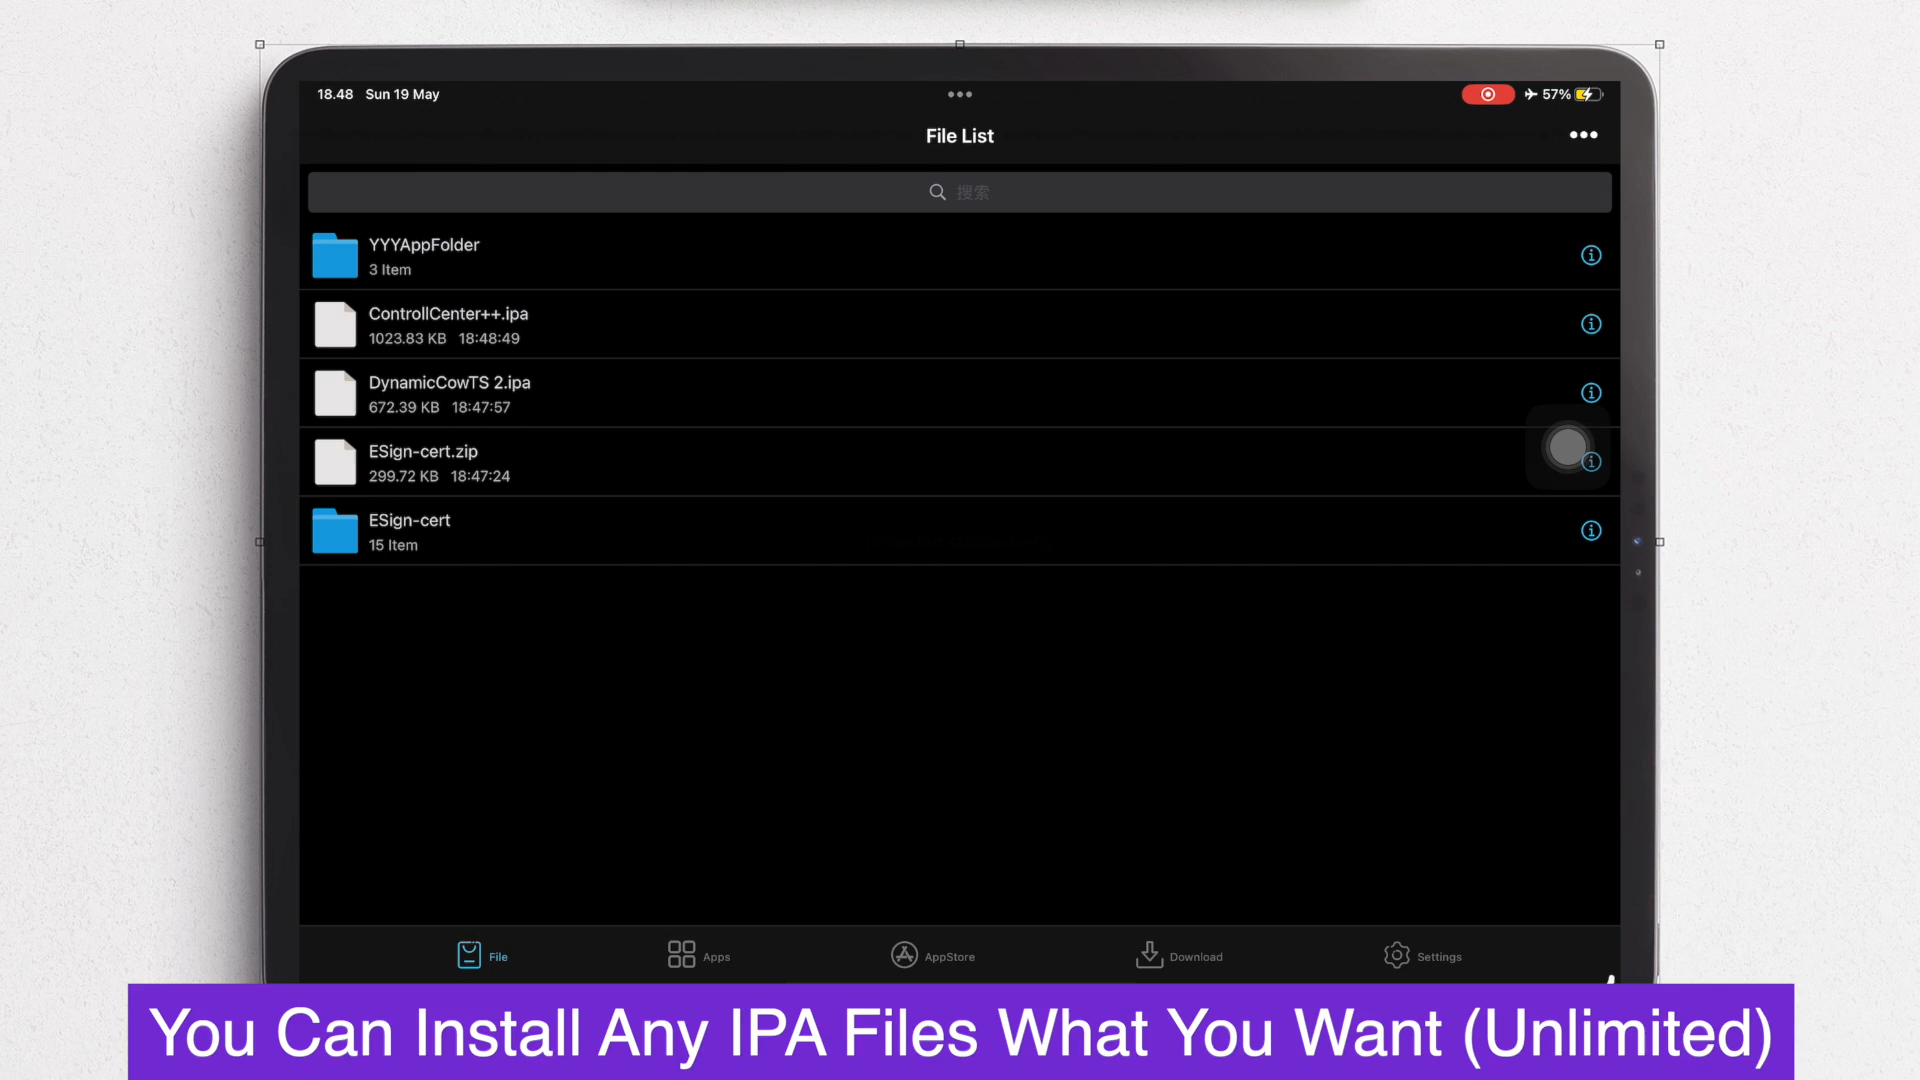 18.48 Sun 19 May
57%
File List
搜索
YYYAppFolder
3 Item
ControllCenter++.ipa
1023.83 KB 18:48:49
DynamicCowTS 2.ipa
672.39 KB 18:47:57
ESign-cert.zip
299.72 KB 18:47:24
ESign-cert
15 Item
File
Apps
AppStore
Download
Settings
You Can Install Any IPA Files What You Want (Unlimited)